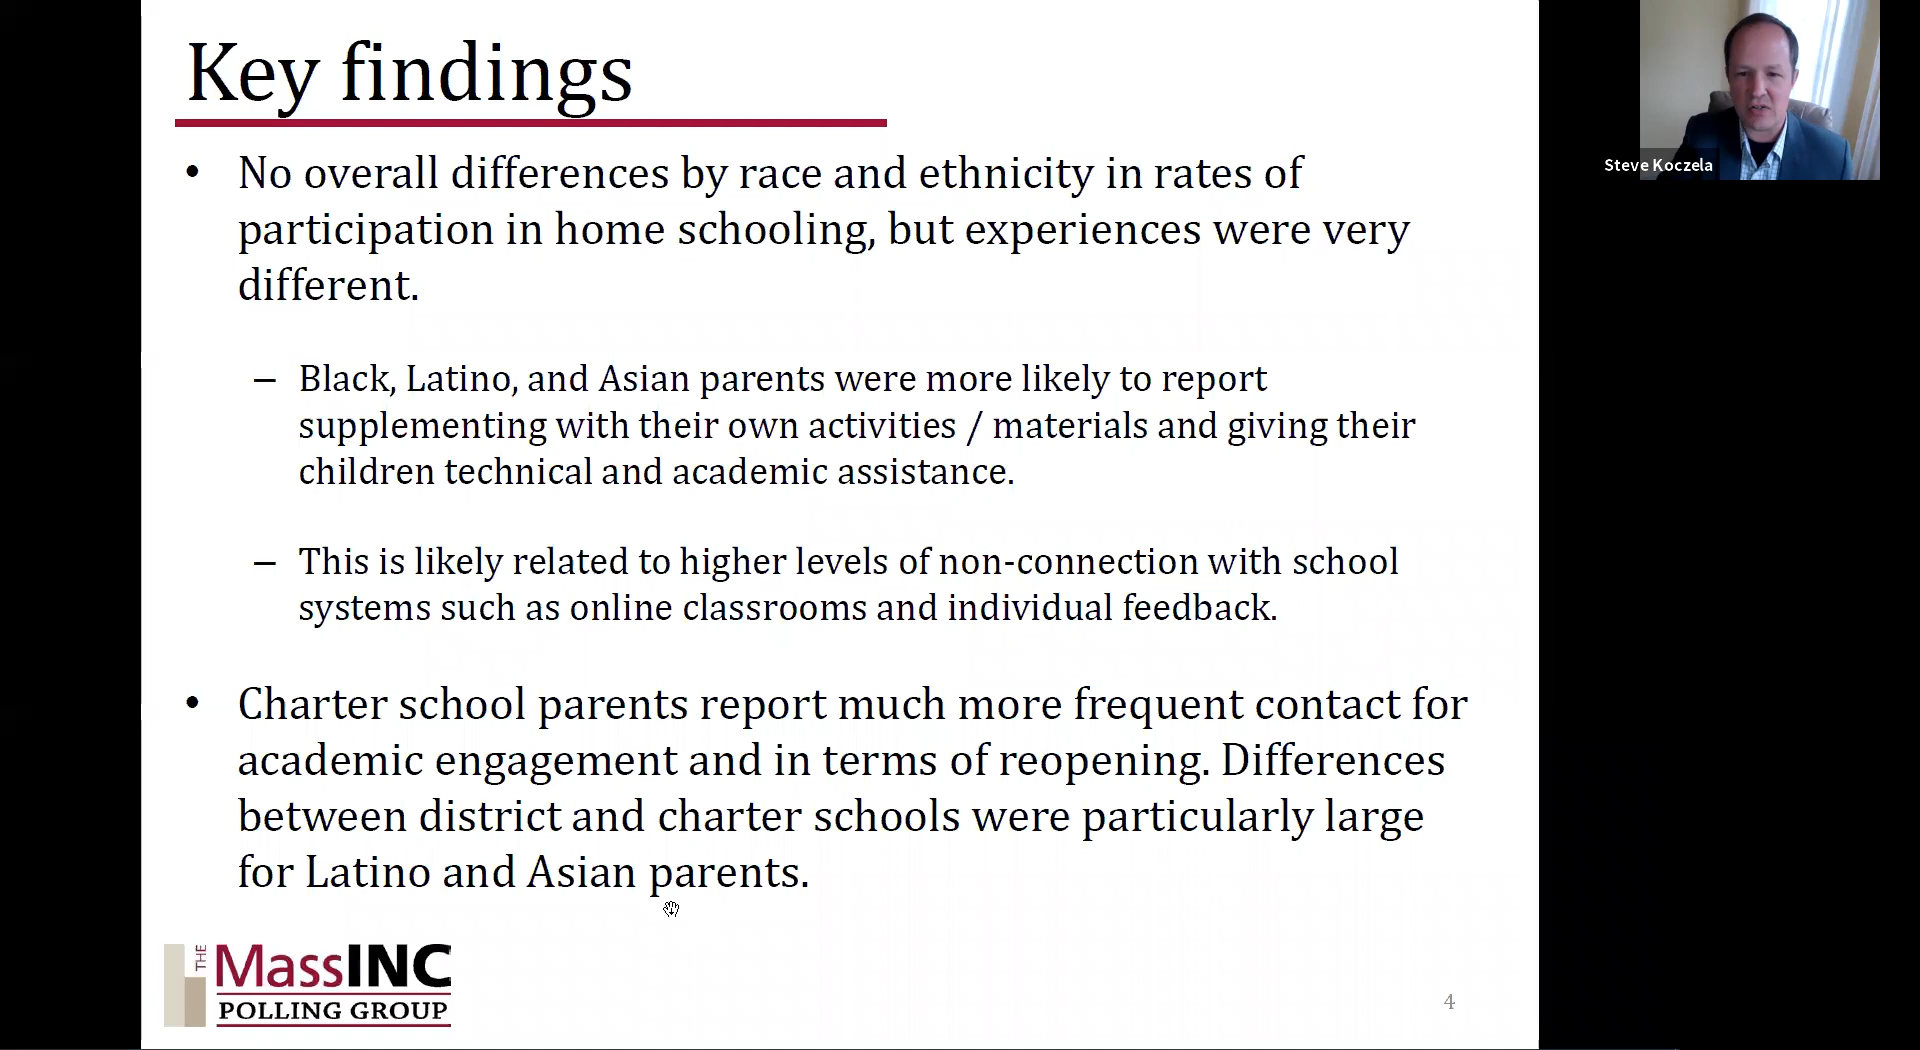 Key findings
• No overall differences by race and ethnicity in rates of
participation in home schooling, but experiences were very
different.
– Black, Latino, and Asian parents were more likely to report
supplementing with their own activities / materials and giving their
children technical and academic assistance.
– This is likely related to higher levels of non-connection with school
systems such as online classrooms and individual feedback.
• Charter school parents report much more frequent contact for
academic engagement and in terms of reopening. Differences
between district and charter schools were particularly large
for Latino and Asian parents.
THE
MassINC
POLLING GROUP
4
Steve Koczela